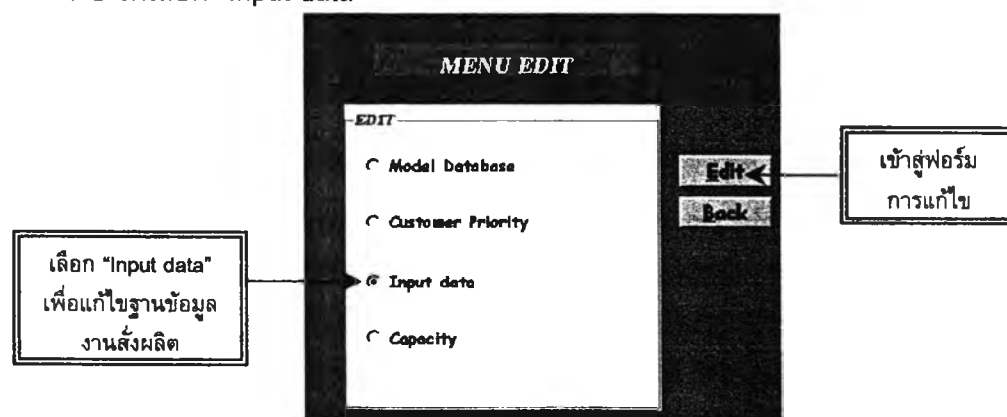 "Input data"
MENU EDIT
EDIT
Model Database
Customer Priority
Input data
Capacity
Edit
Back
เข้าสู่ฟอร์ม
การแก้ไข
เลือก "Input data"
เพื่อแก้ไขฐานข้อมูล
งานสั่งผลิต